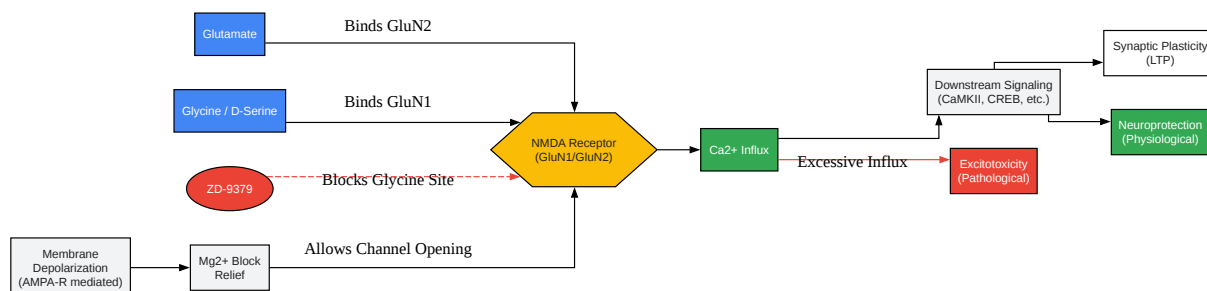 Glutamate
Binds GluN2
Glycine / D-Serine
Binds GluN1
ZD-9379
Blocks Glycine Site
Membrane
Depolarization
(AMPA-R mediated)
Mg2+ Block
Relief
Allows Channel Opening
NMDA Receptor
(GluN1/GluN2)
Ca2+ Influx
Excessive Influx
Downstream Signaling
(CaMKII, CREB, etc.)
Synaptic Plasticity
(LTP)
Neuroprotection
(Physiological)
Excitotoxicity
(Pathological)